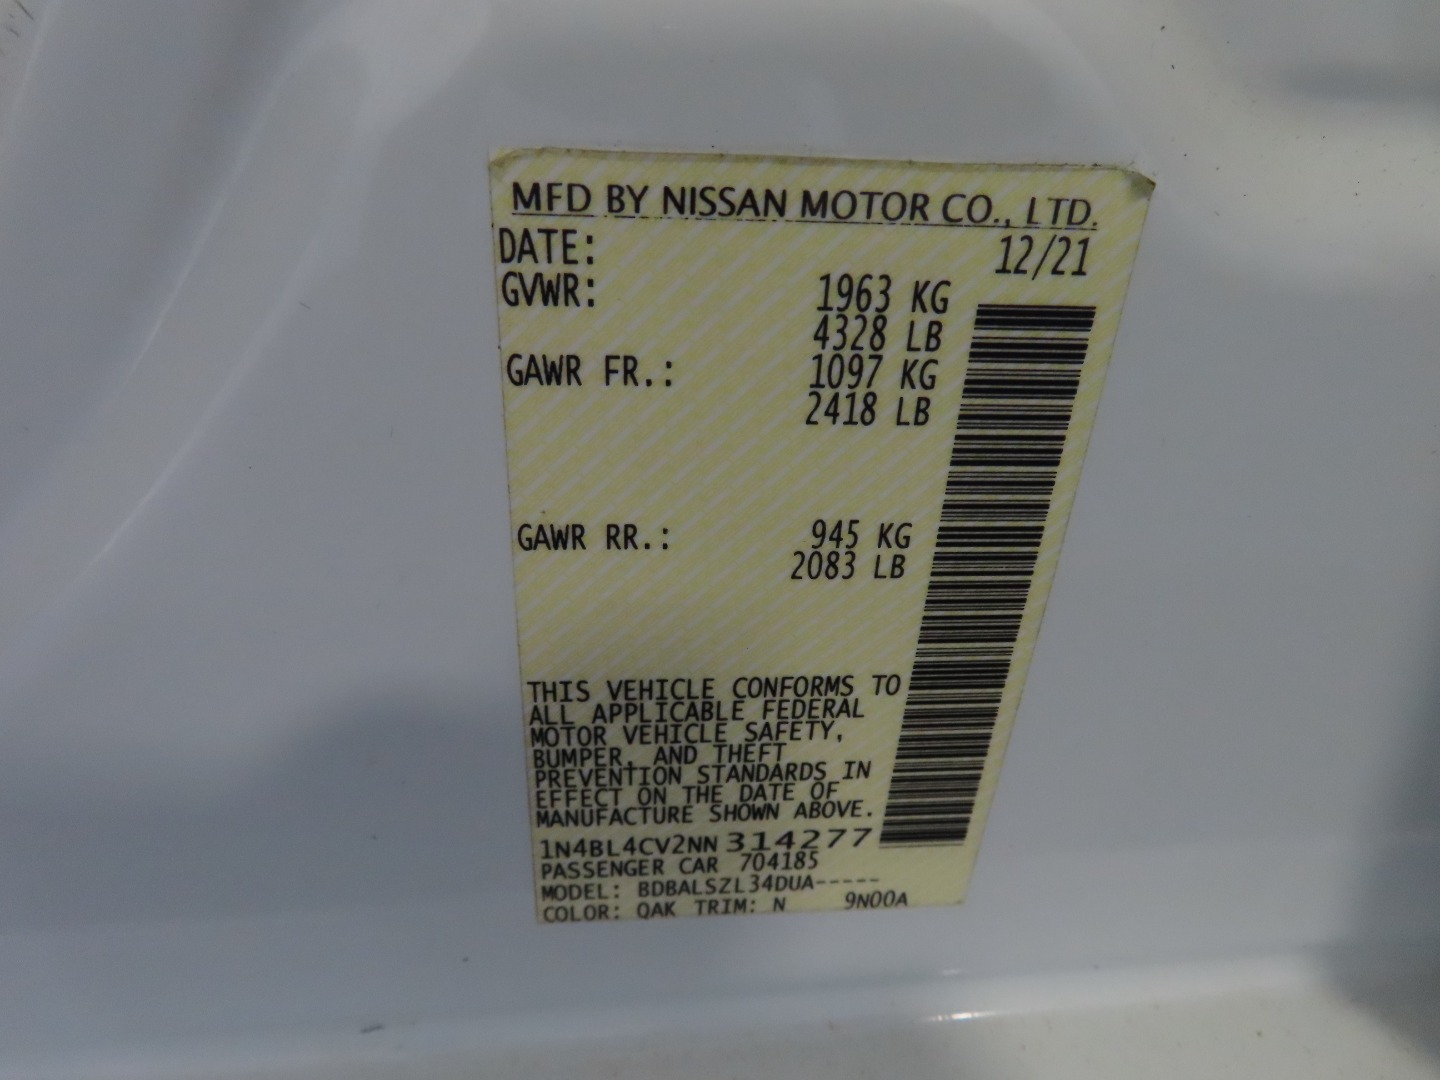 MFD BY NISSAN MOTOR CO., LTD.
DATE: 12/21
GVWR: 1963 KG
4328 LB
GAWR FR.: 1097 KG
2418 LB
GAWR RR.: 945 KG
2083 LB
THIS VEHICLE CONFORMS TO
ALL APPLICABLE FEDERAL
MOTOR VEHICLE SAFETY,
BUMPER, AND THEFT
PREVENTION STANDARDS IN
EFFECT ON THE DATE OF
MANUFACTURE SHOWN ABOVE.
1N4BL4CV2NN314277
PASSENGER CAR 704185
MODEL: BDBALSZL34DUA-----
COLOR: QAK TRIM: N 9N00A